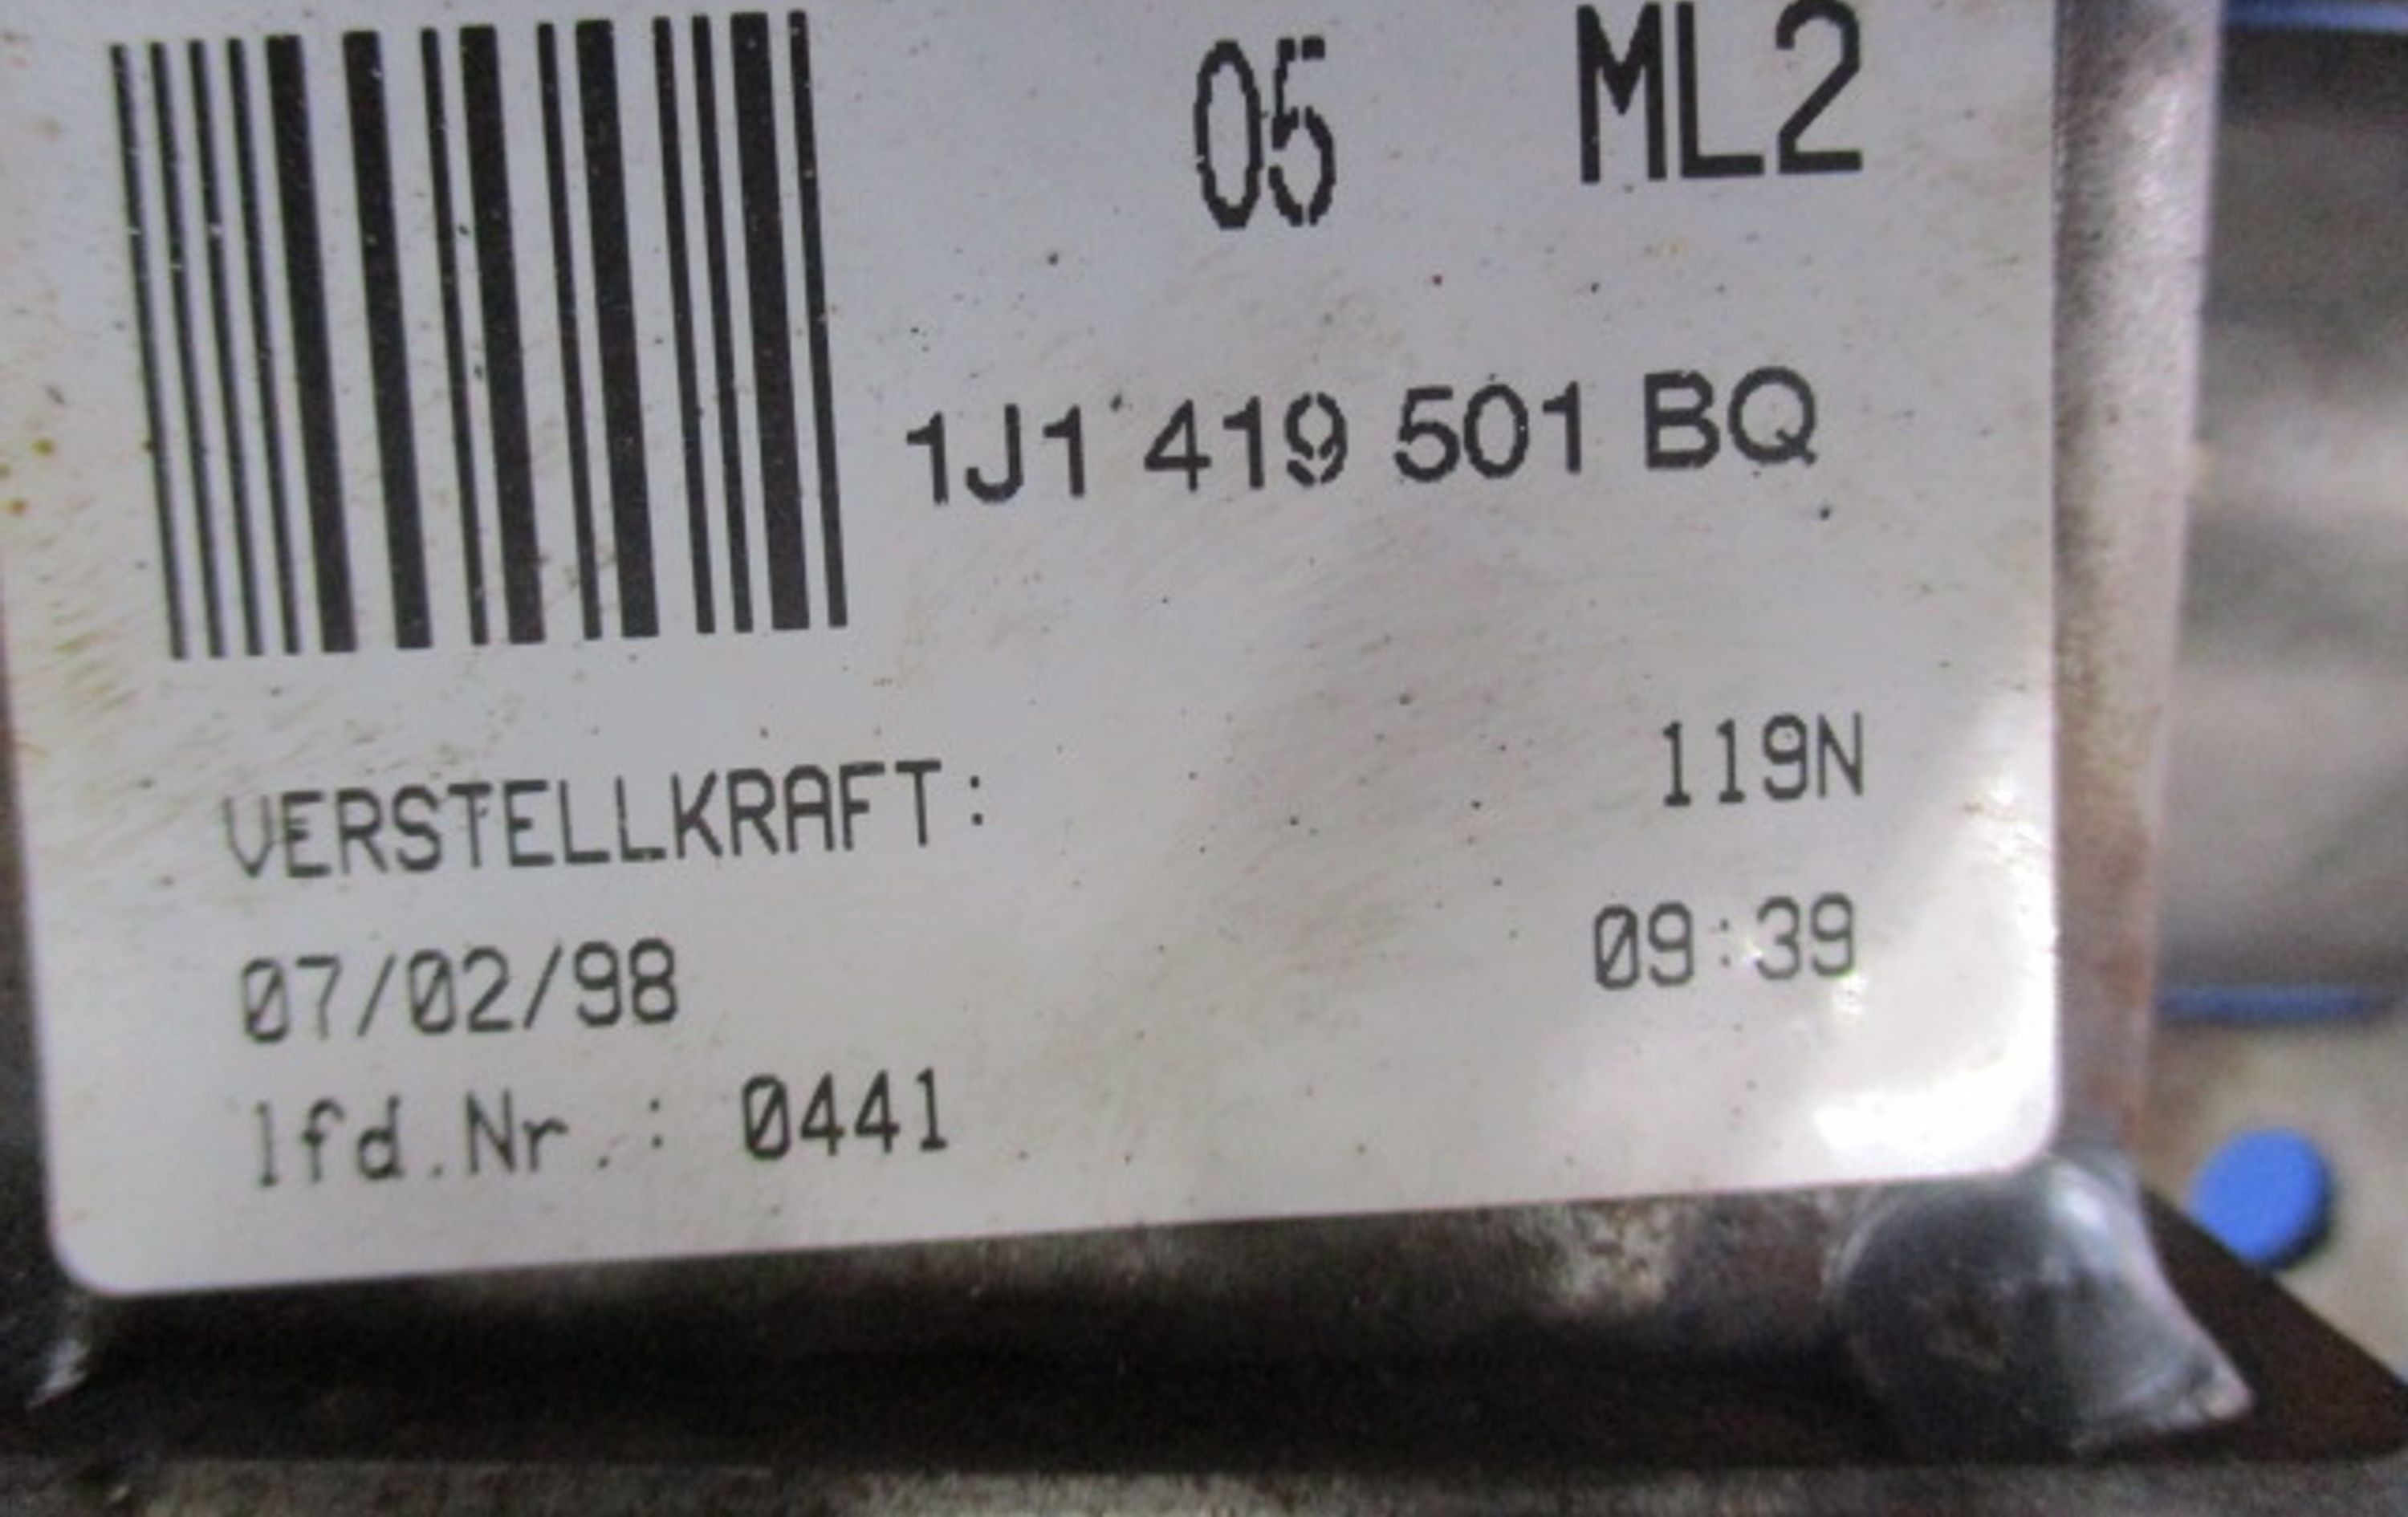 05 ML2
1J1 419 501 BQ
VERSTELLKRAFT: 119N
07/02/98 09:39
lfd.Nr.: 0441